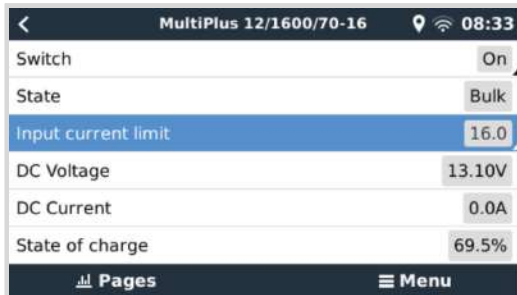 MultiPlus 12/1600/70-16 08:33
Switch On
State Bulk
Input current limit 16.0
DC Voltage 13.10V
DC Current 0.0A
State of charge 69.5%
Pages Menu